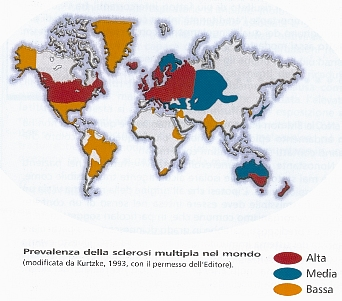 Prevalenza della sclerosi multipla nel mondo
(modificata da Kurtzke, 1993, con il permesso dell'Editore).
Alta
Media
Bassa